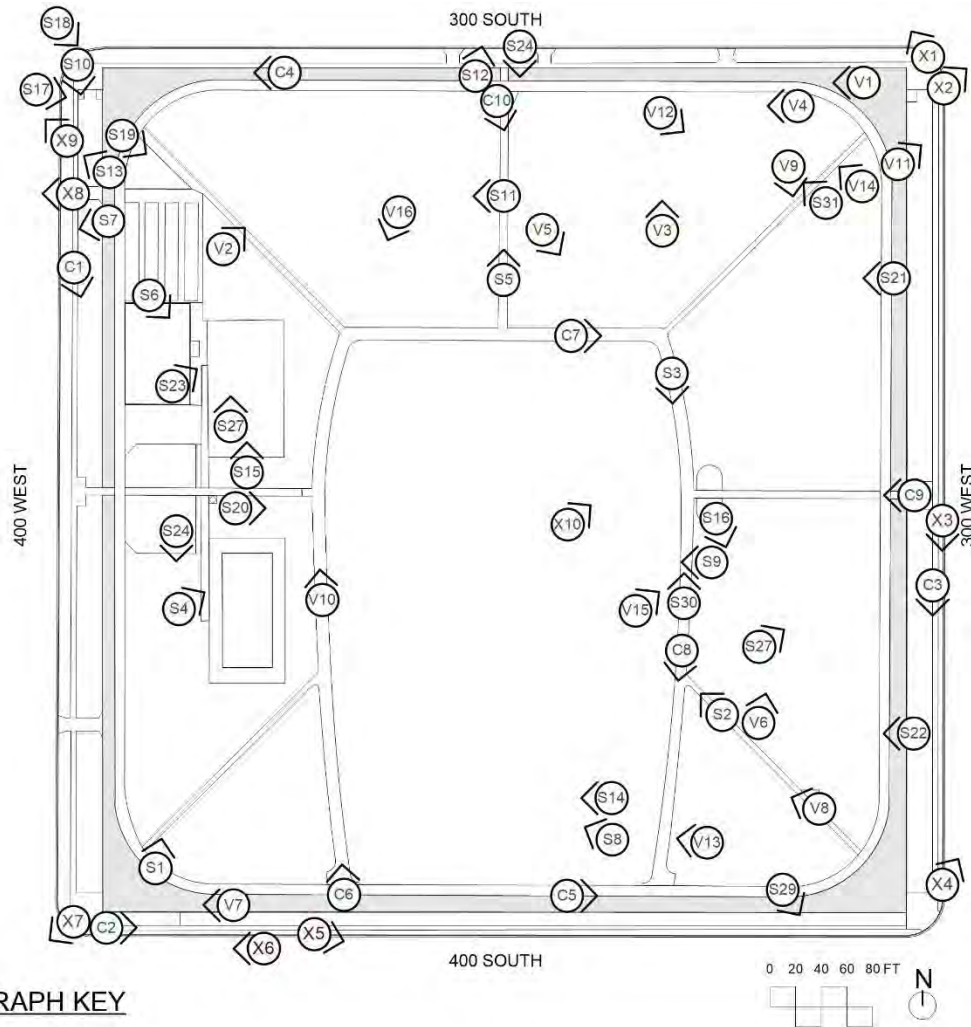 300 SOUTH
S18
S24
X1
S10
S12
C4
V1
X2
S17
C10
V4
V12
X9
S19
V11
V9
S13
V14
X8
S11
S31
V16
S7
V5
V3
V2
C1
S5
S21
S6
C7
S3
S23
S27
S15
C9
400 WEST
S20
S16
X3
300 WEST
X10
S24
S9
C3
V10
S30
S4
V15
C8
S27
S2
V6
S22
S14
V8
S8
V13
S1
X4
C6
C5
S29
V7
X7
C2
X5
X6
400 SOUTH
0 20 40 60 80 FT
N
RAPH KEY